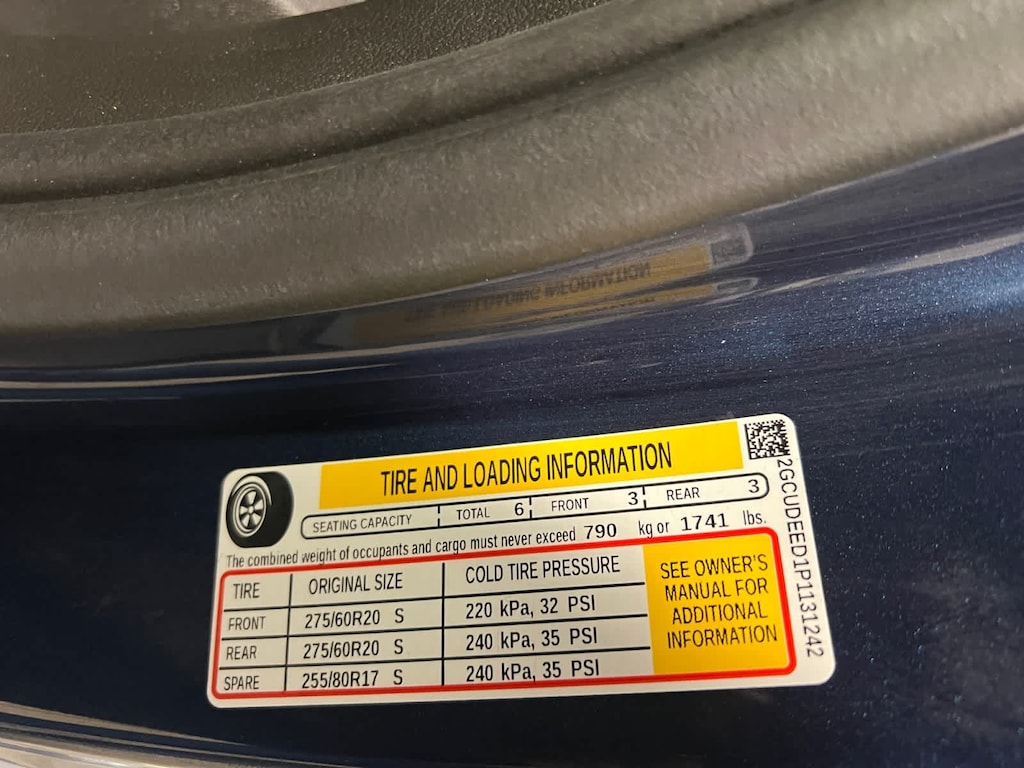 TIRE AND LOADING INFORMATION
SEATING CAPACITY TOTAL 6 FRONT 3 REAR 3
The combined weight of occupants and cargo must never exceed 790 kg or 1741 lbs.
TIRE ORIGINAL SIZE COLD TIRE PRESSURE
FRONT 275/60R20 S 220 kPa, 32 PSI
REAR 275/60R20 S 240 kPa, 35 PSI
SPARE 255/80R17 S 240 kPa, 35 PSI
SEE OWNER'S
MANUAL FOR
ADDITIONAL
INFORMATION
2GCUDEED1P1131242